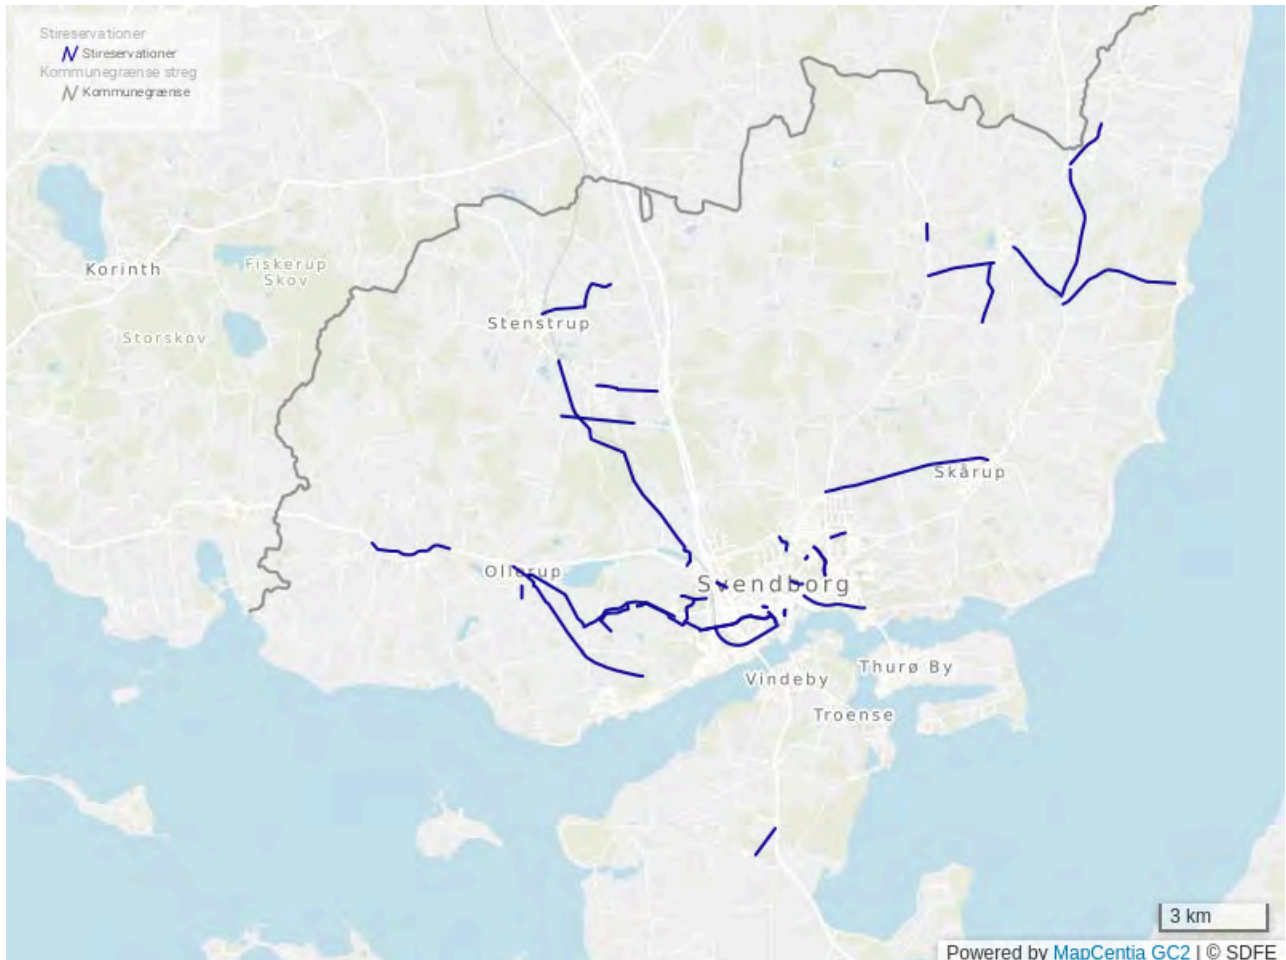 Stireservationer
Stireservationer
Kommunegrænse streg
Kommunegrænse
Korinth
Fiskerup
Skov
Storskov
Stenstrup
Skårup
Ollerup
Svendborg
Thurø By
Vindeby
Troense
3 km
Powered by MapCentia GC2 | © SDFE